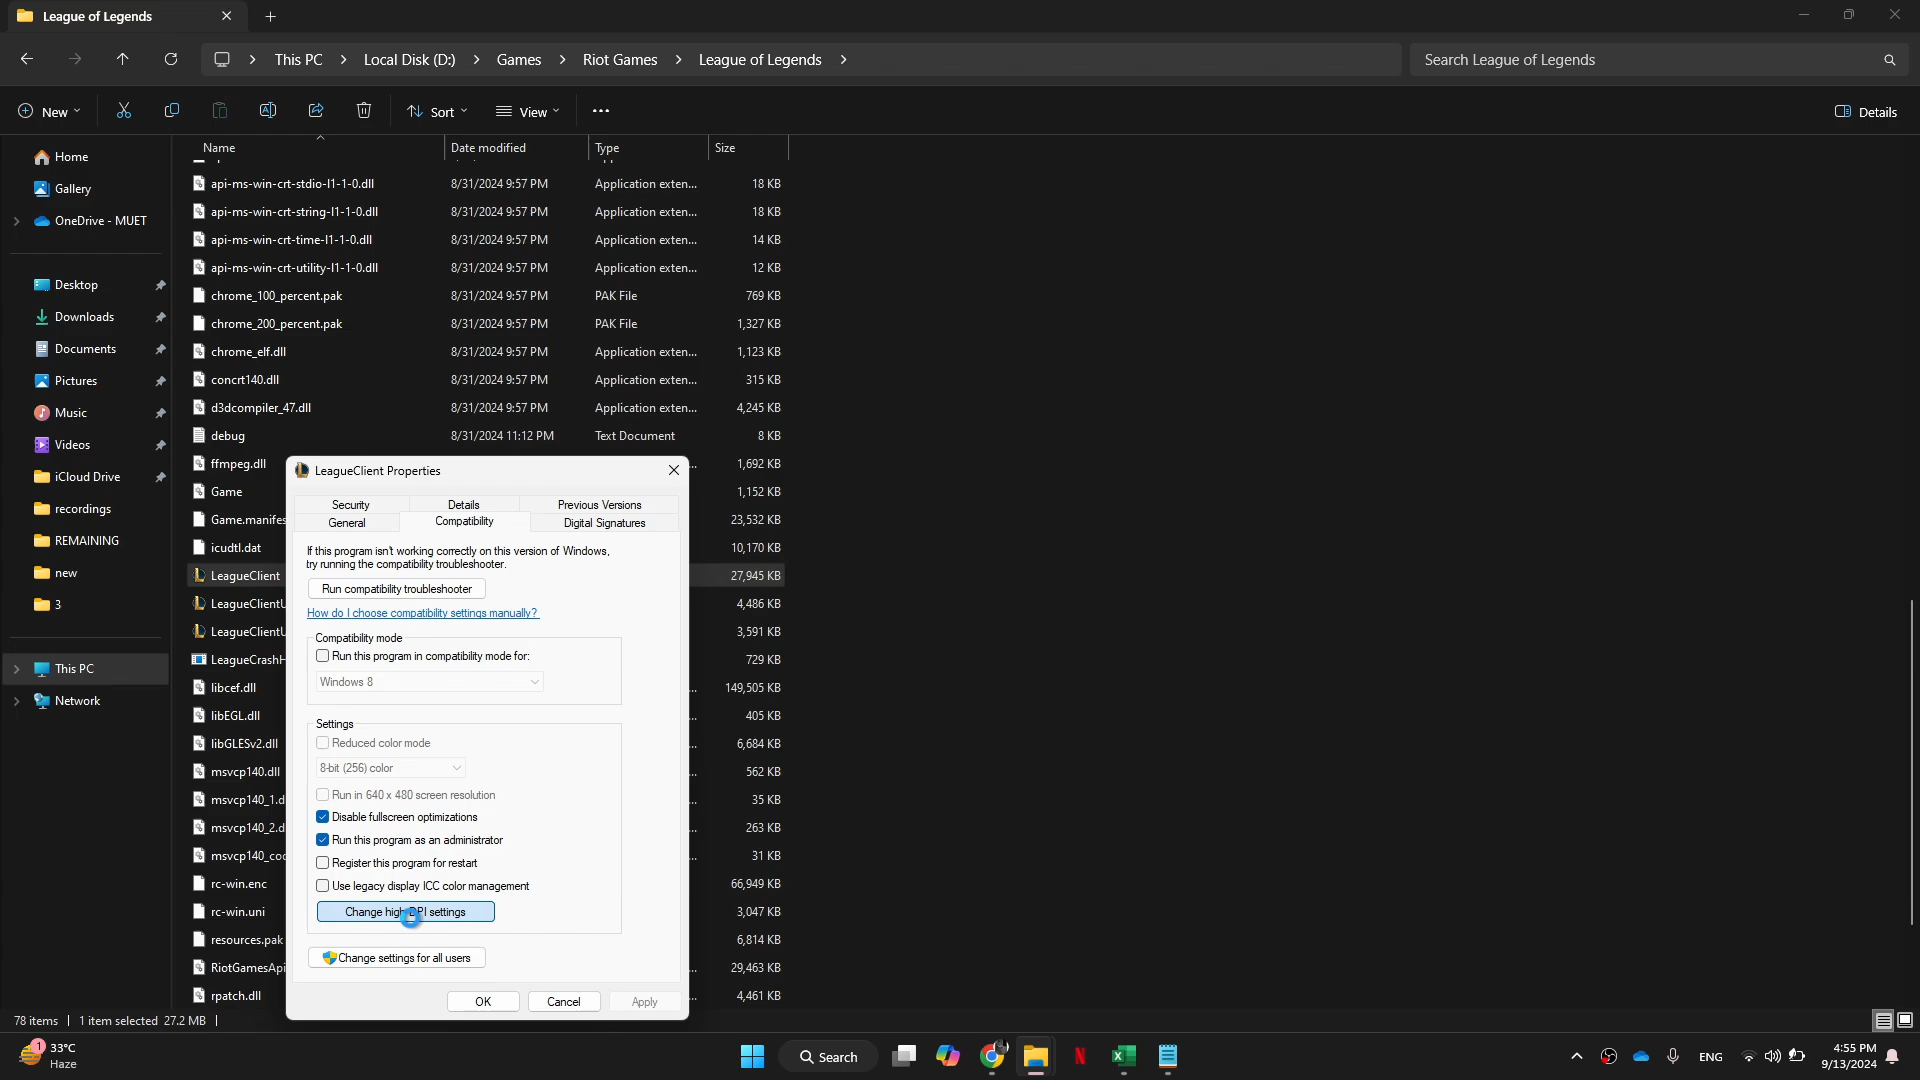 League of Legends
This PC > Local Disk (D:) > Games > Riot Games > League of Legends >
Search League of Legends
New
Sort
View
Details
Home
Gallery
OneDrive - MUET
Desktop
Downloads
Documents
Pictures
Music
Videos
iCloud Drive
recordings
REMAINING
new
3
This PC
Network
Name Date modified Type Size
api-ms-win-crt-stdio-l1-1-0.dll 8/31/2024 9:57 PM Application exten... 18 KB
api-ms-win-crt-string-l1-1-0.dll 8/31/2024 9:57 PM Application exten... 18 KB
api-ms-win-crt-time-l1-1-0.dll 8/31/2024 9:57 PM Application exten... 14 KB
api-ms-win-crt-utility-l1-1-0.dll 8/31/2024 9:57 PM Application exten... 12 KB
chrome_100_percent.pak 8/31/2024 9:57 PM PAK File 769 KB
chrome_200_percent.pak 8/31/2024 9:57 PM PAK File 1,327 KB
chrome_elf.dll 8/31/2024 9:57 PM Application exten... 1,123 KB
concrt140.dll 8/31/2024 9:57 PM Application exten... 315 KB
d3dcompiler_47.dll 8/31/2024 9:57 PM Application exten... 4,245 KB
debug 8/31/2024 11:12 PM Text Document 8 KB
ffmpeg.dll 1,692 KB
Game 1,152 KB
Game.manifes 23,532 KB
icudtl.dat 10,170 KB
LeagueClient 27,945 KB
LeagueClientU 4,486 KB
LeagueClientU 3,591 KB
LeagueCrashH 729 KB
libcef.dll 149,505 KB
libEGL.dll 405 KB
libGLESv2.dll 6,684 KB
msvcp140.dll 562 KB
msvcp140_1.d 35 KB
msvcp140_2.d 263 KB
msvcp140_coc 31 KB
rc-win.enc 66,949 KB
rc-win.uni 3,047 KB
resources.pak 6,814 KB
RiotGamesApi 29,463 KB
rpatch.dll 4,461 KB
LeagueClient Properties
Security Details Previous Versions
General Compatibility Digital Signatures
If this program isn't working correctly on this version of Windows,
try running the compatibility troubleshooter.
Run compatibility troubleshooter
How do I choose compatibility settings manually?
Compatibility mode
Run this program in compatibility mode for:
Windows 8
Settings
Reduced color mode
8-bit (256) color
Run in 640 x 480 screen resolution
Disable fullscreen optimizations
Run this program as an administrator
Register this program for restart
Use legacy display ICC color management
Change high DPI settings
Change settings for all users
OK Cancel Apply
78 items 1 item selected 27.2 MB
1
33°C
Haze
Search
ENG
4:55 PM
9/13/2024